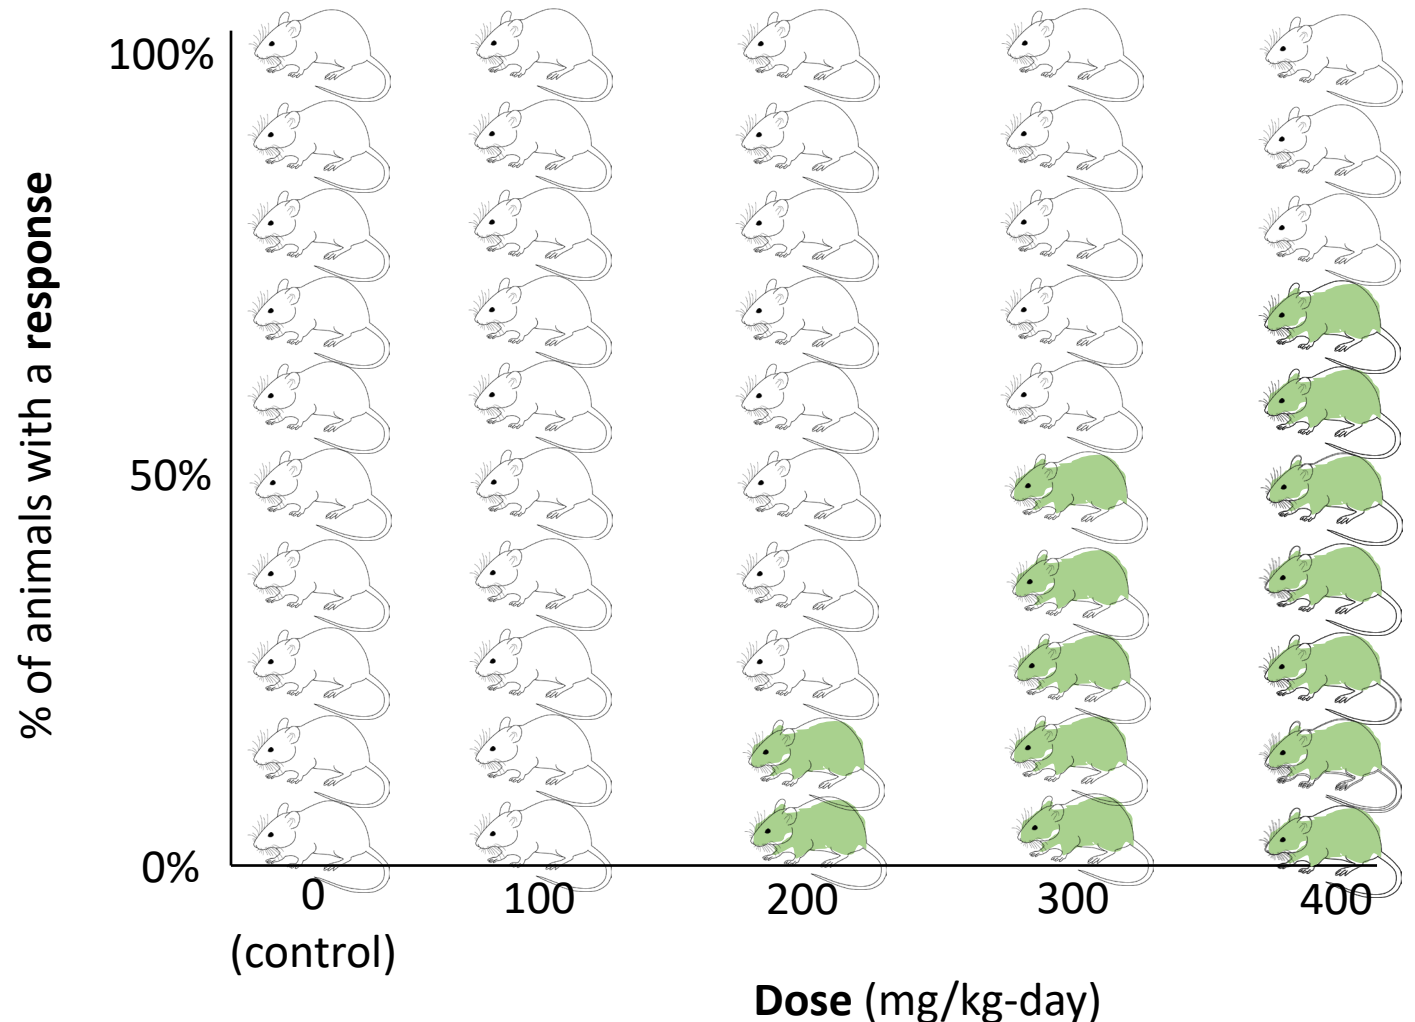 % of animals with a response
100%
50%
0%
0
100
200
300
400
(control)
Dose (mg/kg-day)